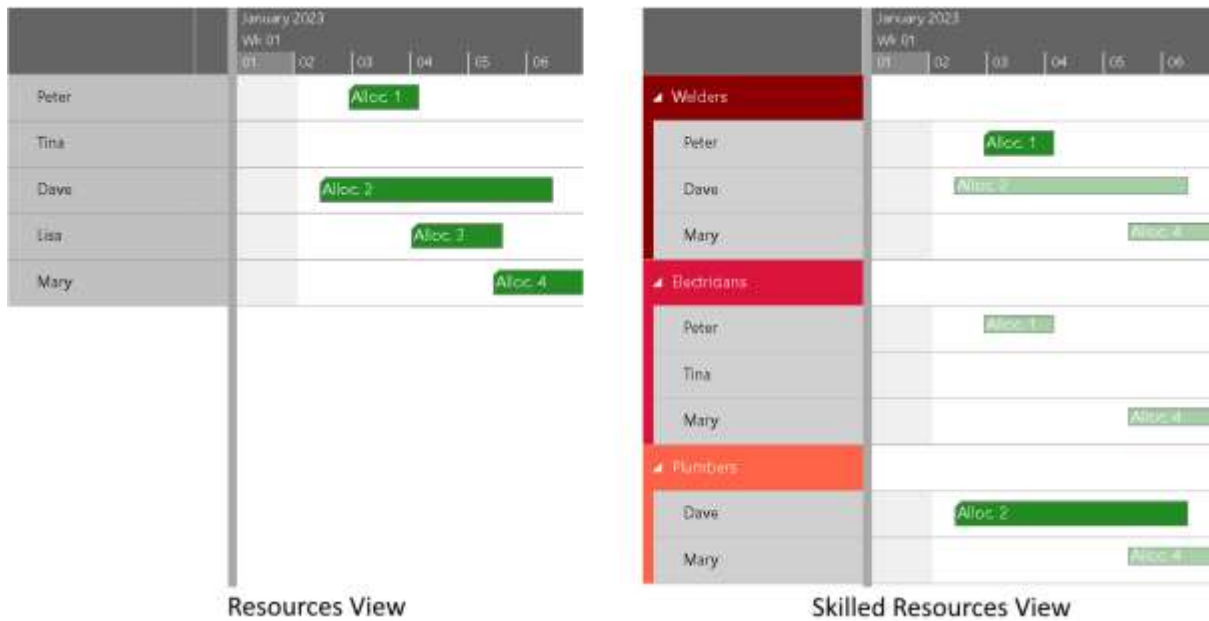 January 2023
Wk 01
01 02 03 04 05 06
Peter Alloc. 1
Tina
Dave Alloc. 2
Lisa Alloc. 3
Mary Alloc. 4
Resources View
January 2023
Wk 01
01 02 03 04 05 06
Welders
Peter Alloc. 1
Dave Alloc. 2
Mary Alloc. 4
Electricians
Peter Alloc. 1
Tina
Mary Alloc. 4
Plumbers
Dave Alloc. 2
Mary Alloc. 4
Skilled Resources View